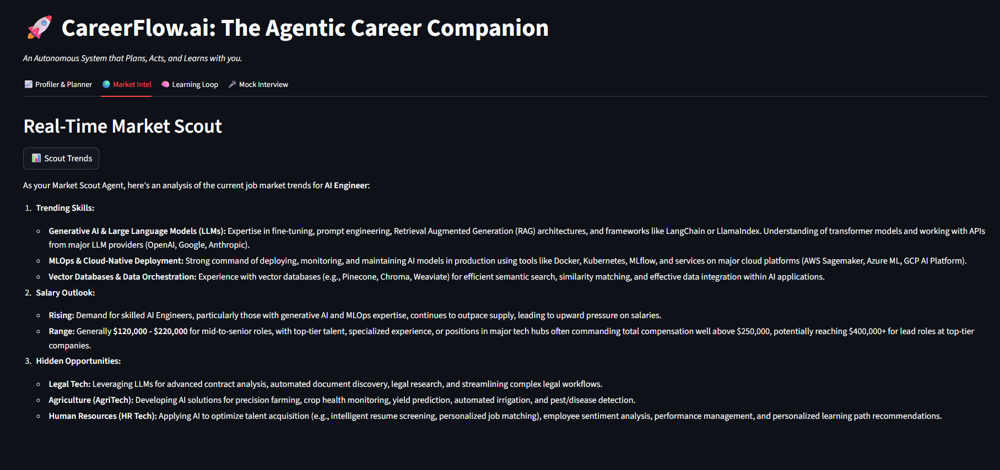 🚀 CareerFlow.ai: The Agentic Career Companion
An Autonomous System that Plans, Acts, and Learns with you.
📈 Profiler & Planner 🌍 Market Intel 🧠 Learning Loop 🎤 Mock Interview
Real-Time Market Scout
📊 Scout Trends
As your Market Scout Agent, here's an analysis of the current job market trends for AI Engineer:
1. Trending Skills:
◦ Generative AI & Large Language Models (LLMs): Expertise in fine-tuning, prompt engineering, Retrieval Augmented Generation (RAG) architectures, and frameworks like LangChain or LlamaIndex. Understanding of transformer models and working with APIs
from major LLM providers (OpenAI, Google, Anthropic).
◦ MLOps & Cloud-Native Deployment: Strong command of deploying, monitoring, and maintaining AI models in production using tools like Docker, Kubernetes, MLflow, and services on major cloud platforms (AWS Sagemaker, Azure ML, GCP AI Platform).
◦ Vector Databases & Data Orchestration: Experience with vector databases (e.g., Pinecone, Chroma, Weaviate) for efficient semantic search, similarity matching, and effective data integration within AI applications.
2. Salary Outlook:
◦ Rising: Demand for skilled AI Engineers, particularly those with generative AI and MLOps expertise, continues to outpace supply, leading to upward pressure on salaries.
◦ Range: Generally $120,000 - $220,000 for mid-to-senior roles, with top-tier talent, specialized experience, or positions in major tech hubs often commanding total compensation well above $250,000, potentially reaching $400,000+ for lead roles at top-tier
companies.
3. Hidden Opportunities:
◦ Legal Tech: Leveraging LLMs for advanced contract analysis, automated document discovery, legal research, and streamlining complex legal workflows.
◦ Agriculture (AgriTech): Developing AI solutions for precision farming, crop health monitoring, yield prediction, automated irrigation, and pest/disease detection.
◦ Human Resources (HR Tech): Applying AI to optimize talent acquisition (e.g., intelligent resume screening, personalized job matching), employee sentiment analysis, performance management, and personalized learning path recommendations.